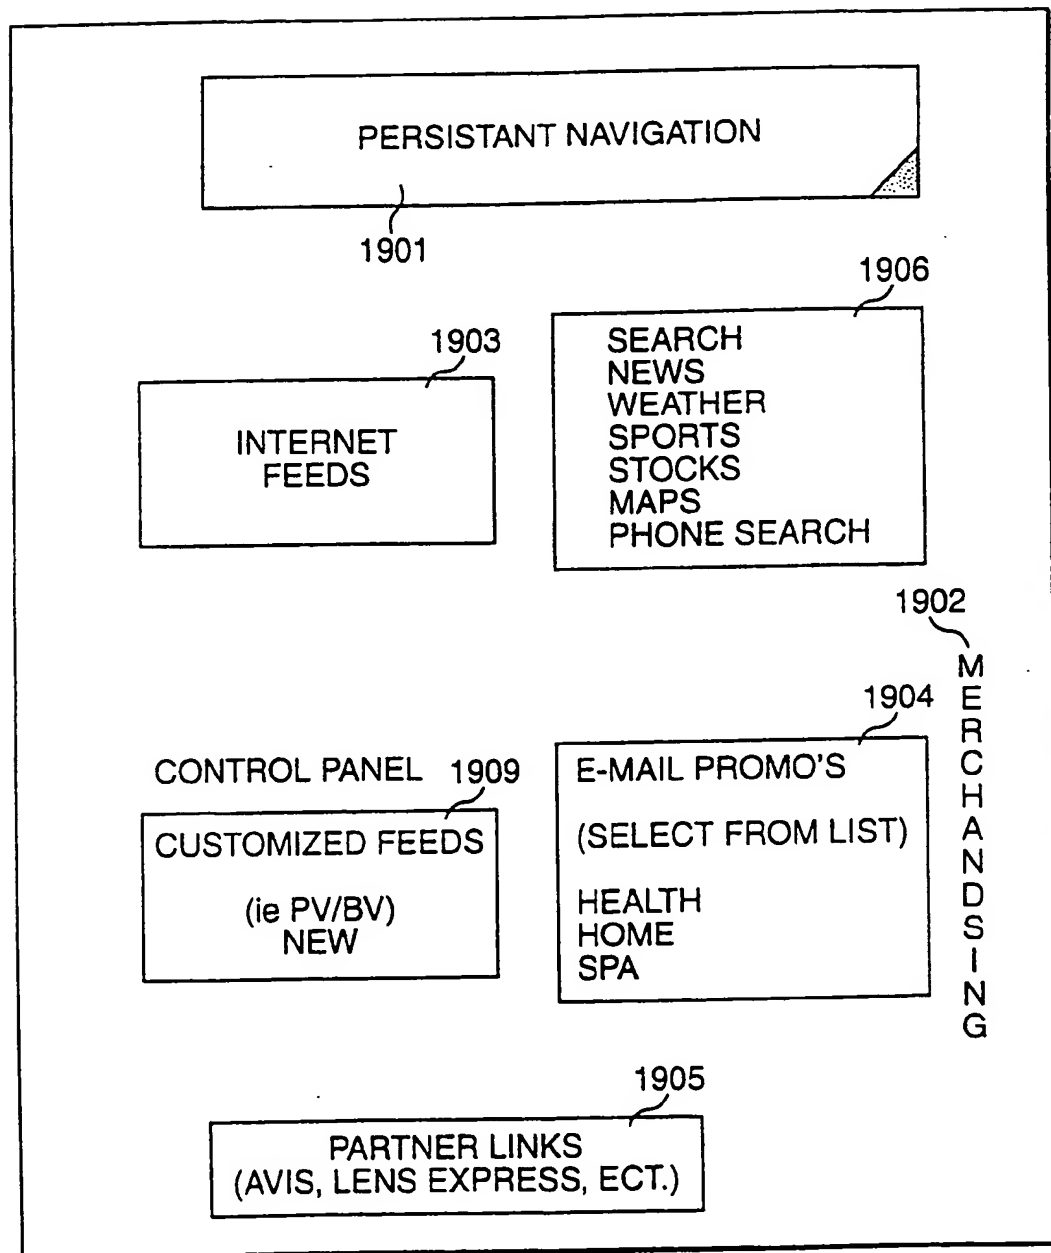 PERSISTANT NAVIGATION
1901
1906
SEARCH
NEWS
WEATHER
SPORTS
STOCKS
MAPS
PHONE SEARCH
1903
INTERNET
FEEDS
1902
MERCHANDSING
CONTROL PANEL
1909
CUSTOMIZED FEEDS
(ie PV/BV)
NEW
1904
E-MAIL PROMO'S
(SELECT FROM LIST)
HEALTH
HOME
SPA
1905
PARTNER LINKS
(AVIS, LENS EXPRESS, ECT.)